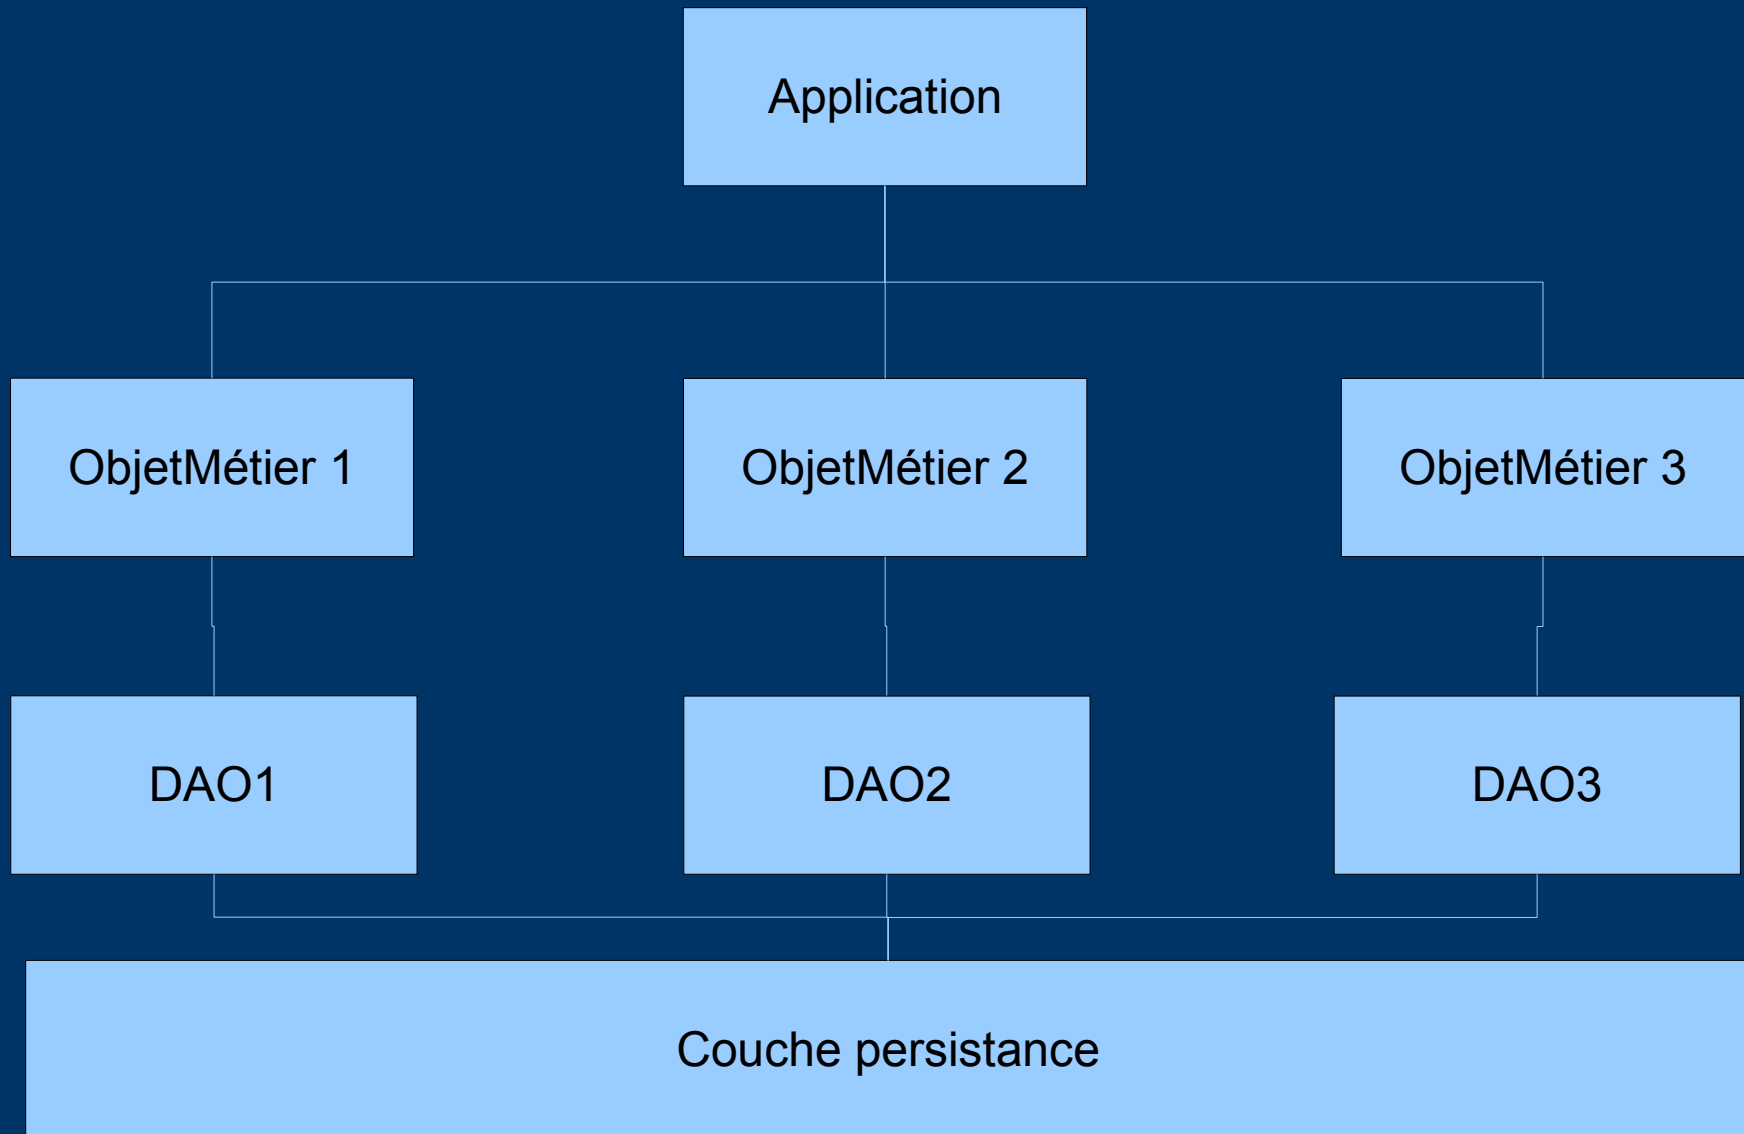 Application
ObjetMétier 1
ObjetMétier 2
ObjetMétier 3
DAO1
DAO2
DAO3
Couche persistance